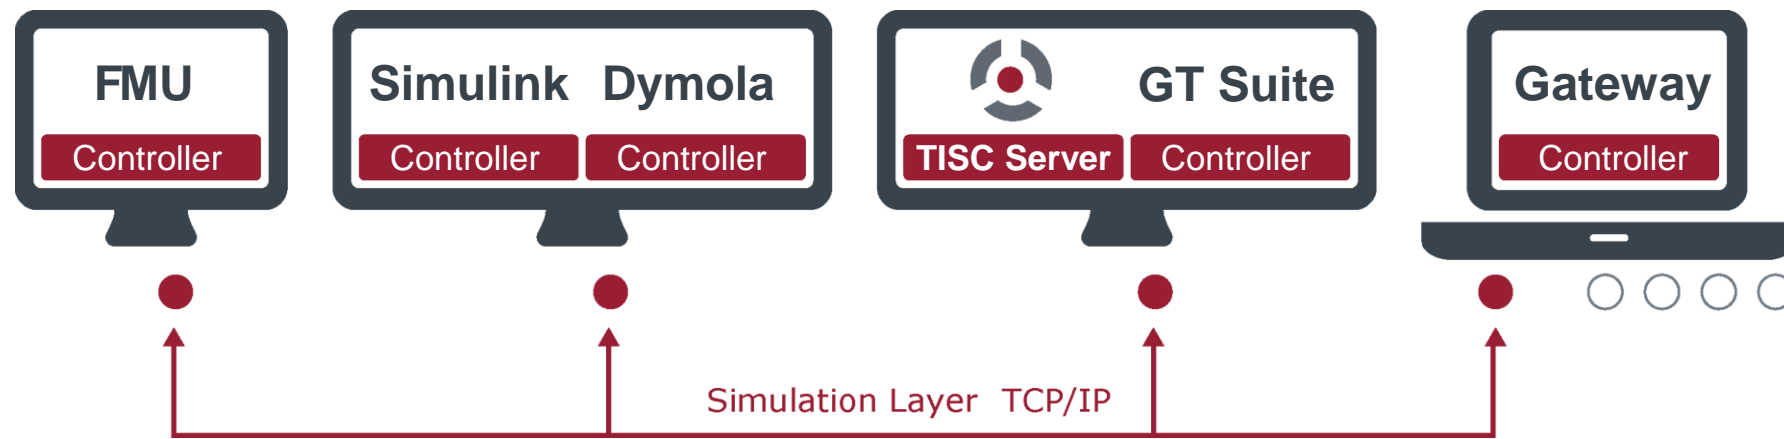 FMU Simulink Dymola GT Suite Gateway
Controller Controller Controller TISC Server Controller Controller
Simulation Layer TCP/IP